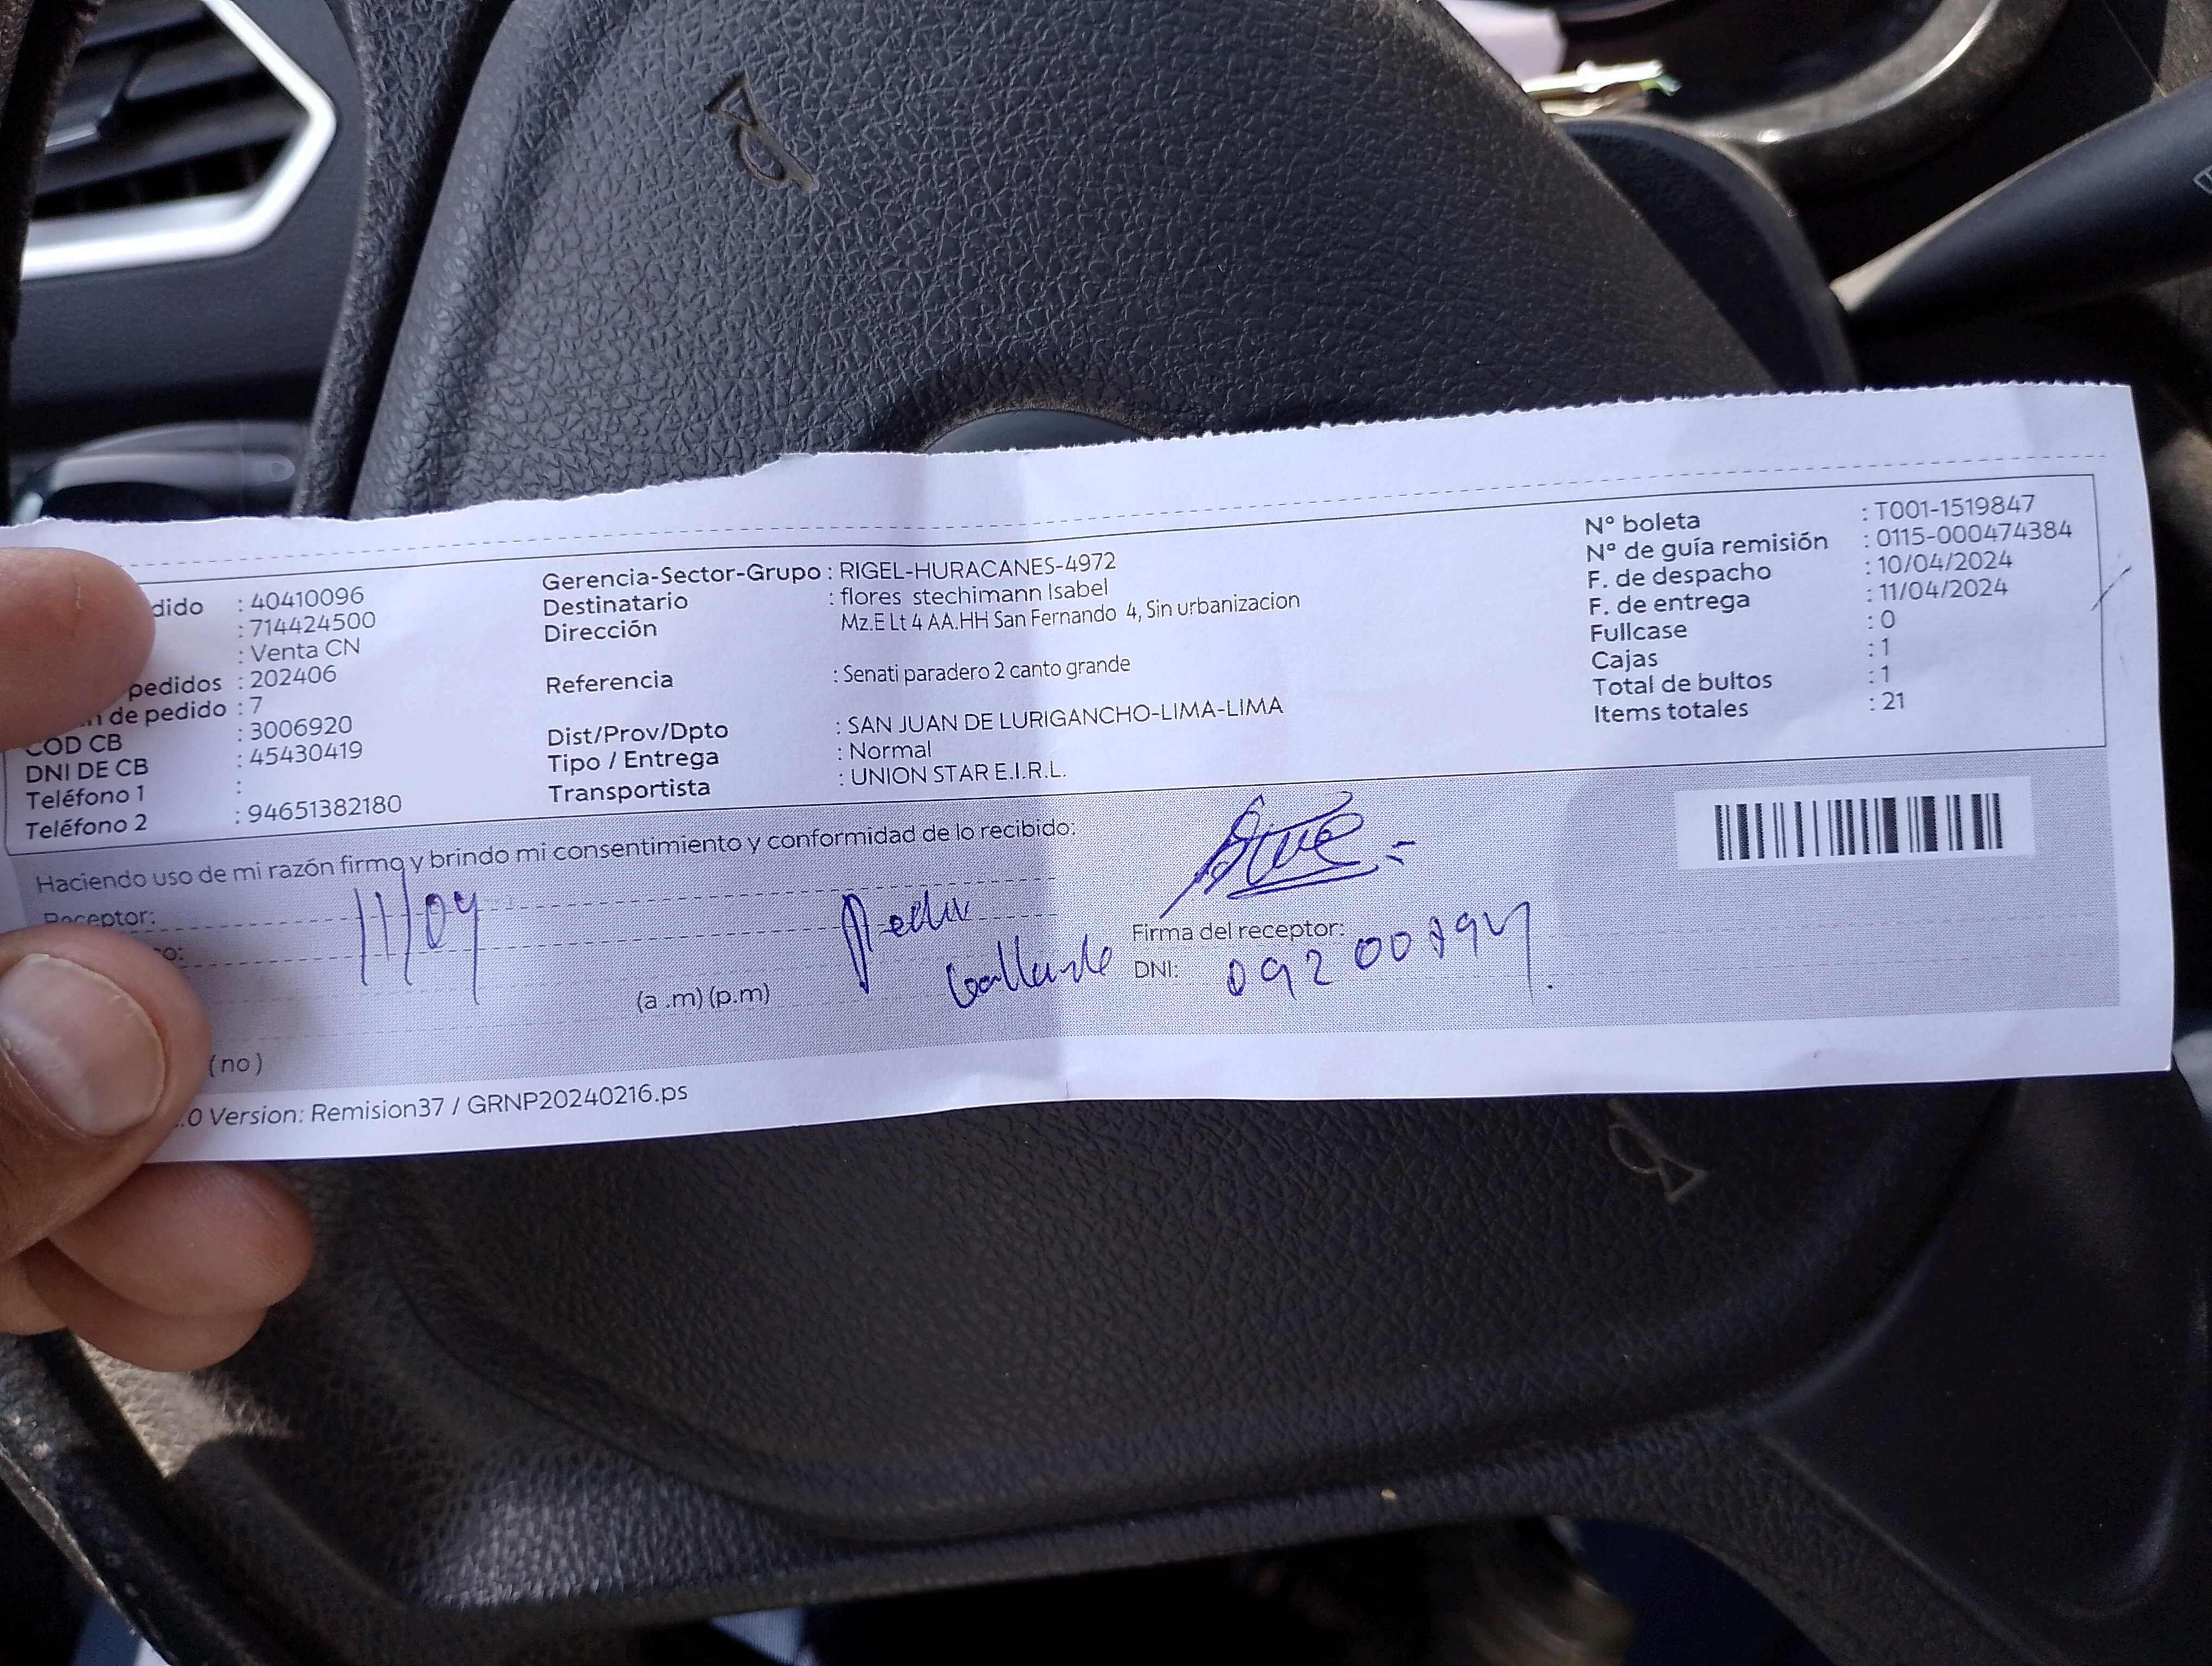 dido : 40410096
: 714424500
: Venta CN
pedidos : 202406
de pedido : 7
COD CB : 3006920
DNI DE CB : 45430419
Teléfono 1 :
Teléfono 2 : 94651382180
Gerencia-Sector-Grupo : RIGEL-HURACANES-4972
Destinatario : flores stechimann Isabel
Dirección Mz.E Lt 4 AA.HH San Fernando 4, Sin urbanizacion
Referencia : Senati paradero 2 canto grande
Dist/Prov/Dpto : SAN JUAN DE LURIGANCHO-LIMA-LIMA
Tipo / Entrega : Normal
Transportista : UNION STAR E.I.R.L.
N° boleta : T001-1519847
N° de guía remisión : 0115-000474384
F. de despacho : 10/04/2024
F. de entrega : 11/04/2024
Fullcase : 0
Cajas : 1
Total de bultos : 1
Items totales : 21
Haciendo uso de mi razón firmo y brindo mi consentimiento y conformidad de lo recibido:
Receptor:
11/04
(a .m) (p.m)
Firma del receptor:
DNI:
(no)
.0 Version: Remision37 / GRNP20240216.ps